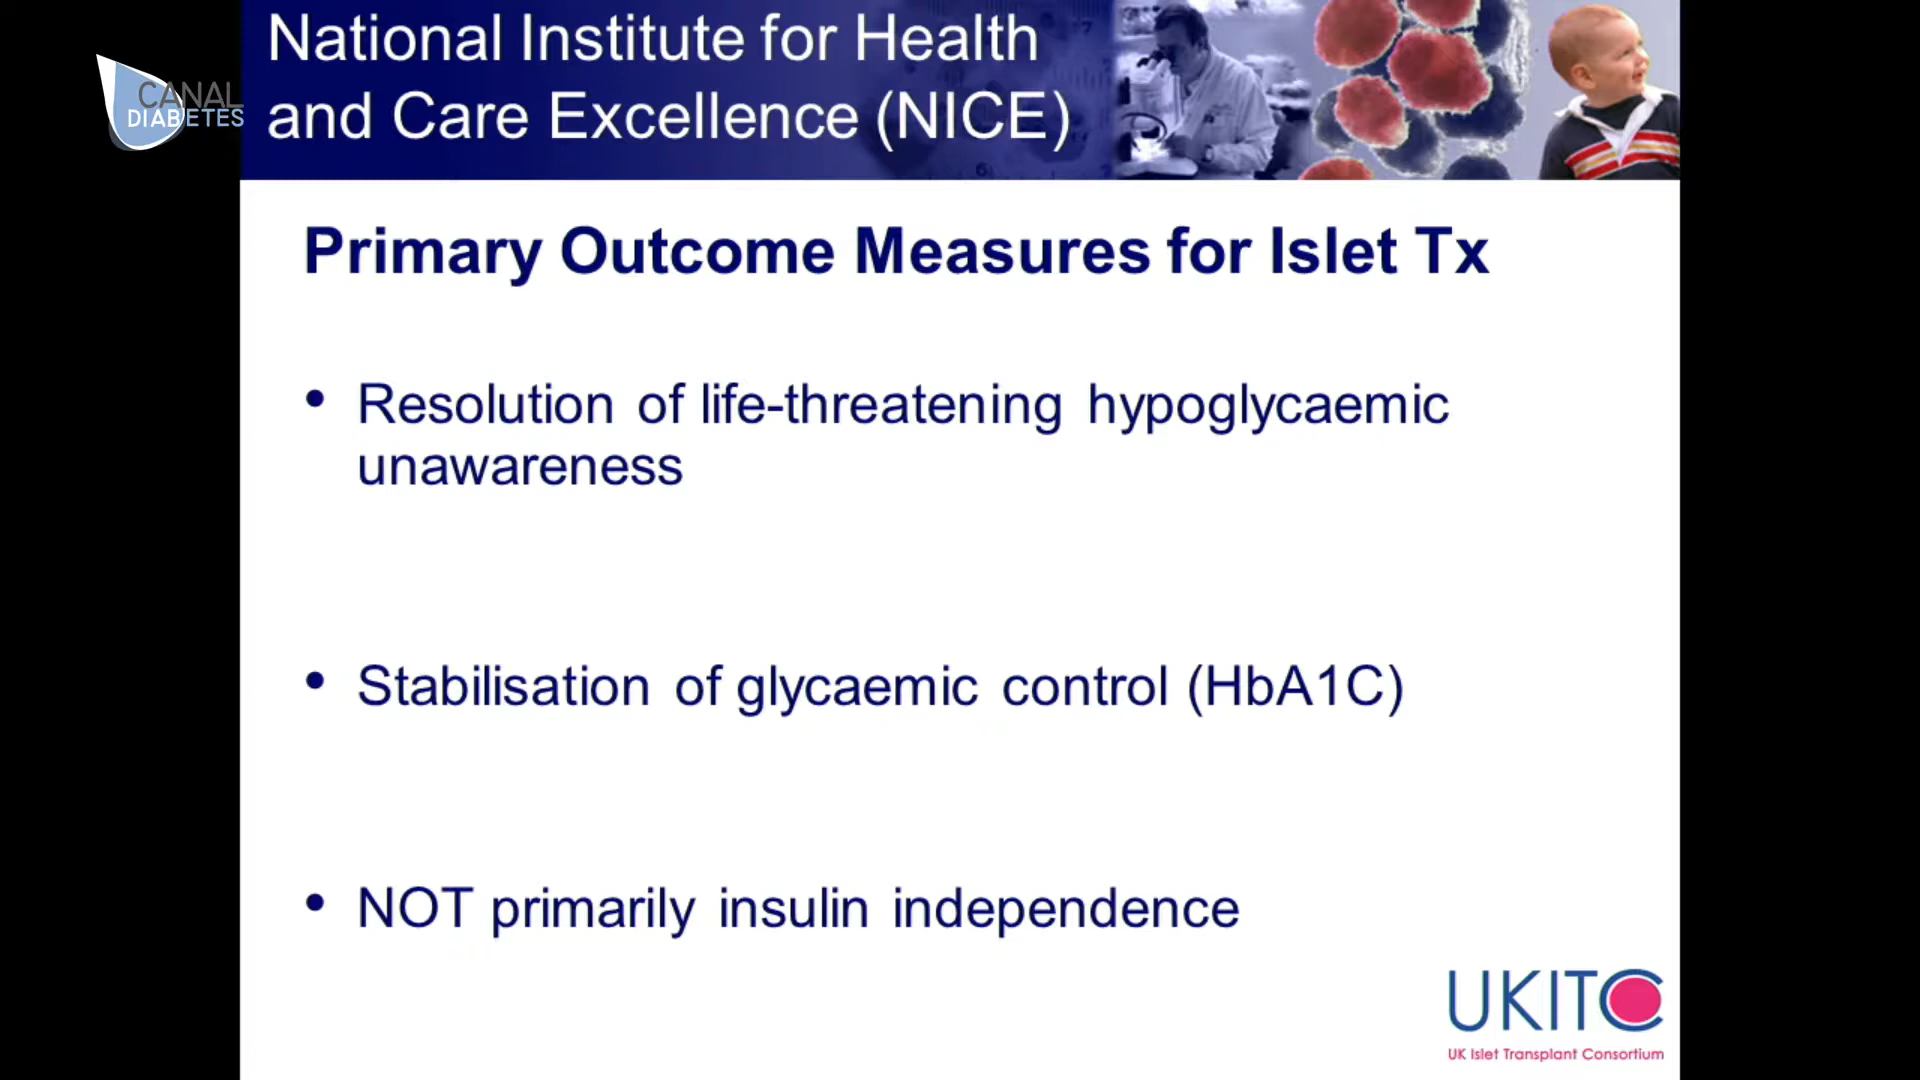 National Institute for Health
and Care Excellence (NICE)
CANAL
DIABETES
Primary Outcome Measures for Islet Tx
• Resolution of life-threatening hypoglycaemic
unawareness
• Stabilisation of glycaemic control (HbA1C)
• NOT primarily insulin independence
UKITC
UK Islet Transplant Consortium